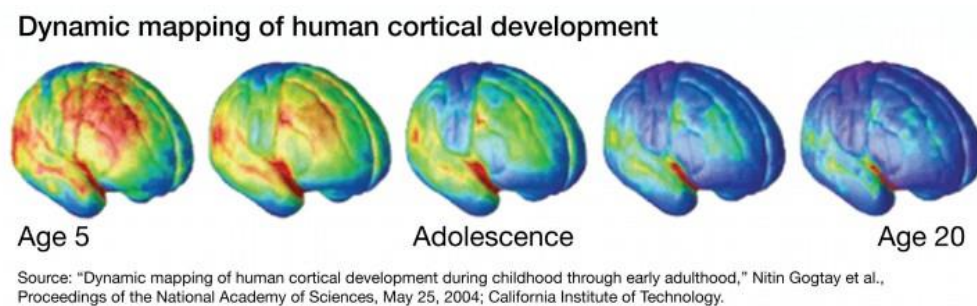 Dynamic mapping of human cortical development
Age 5
Adolescence
Age 20
Source: “Dynamic mapping of human cortical development during childhood through early adulthood,” Nitin Gogtay et al.,
Proceedings of the National Academy of Sciences, May 25, 2004; California Institute of Technology.